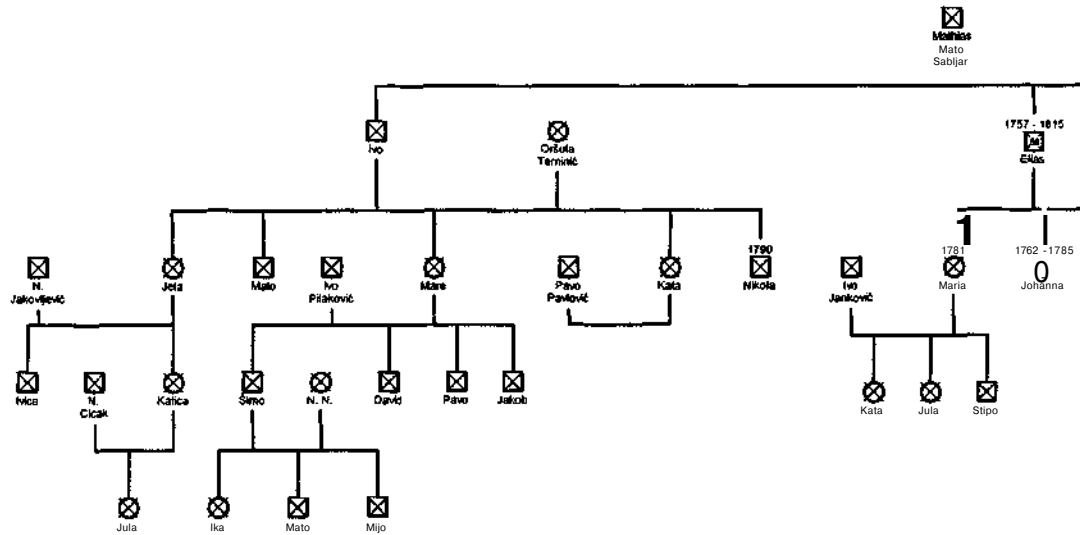 Mathias
Mato
Sabljar
1757 - 1815
Ivo
Oršula
Terninić
Elias
1790
1781
1762 - 1785
N.
Jakovljević
Jela
Mato
Ivo
Pilaković
Mare
Pavo
Pavlović
Kata
Nikola
Ivo
Janković
Maria
Johanna
Ivica
N.
Cicak
Katica
Šimo
N. N.
David
Pavo
Jakob
Kata
Jula
Stipo
Jula
Ika
Mato
Mijo